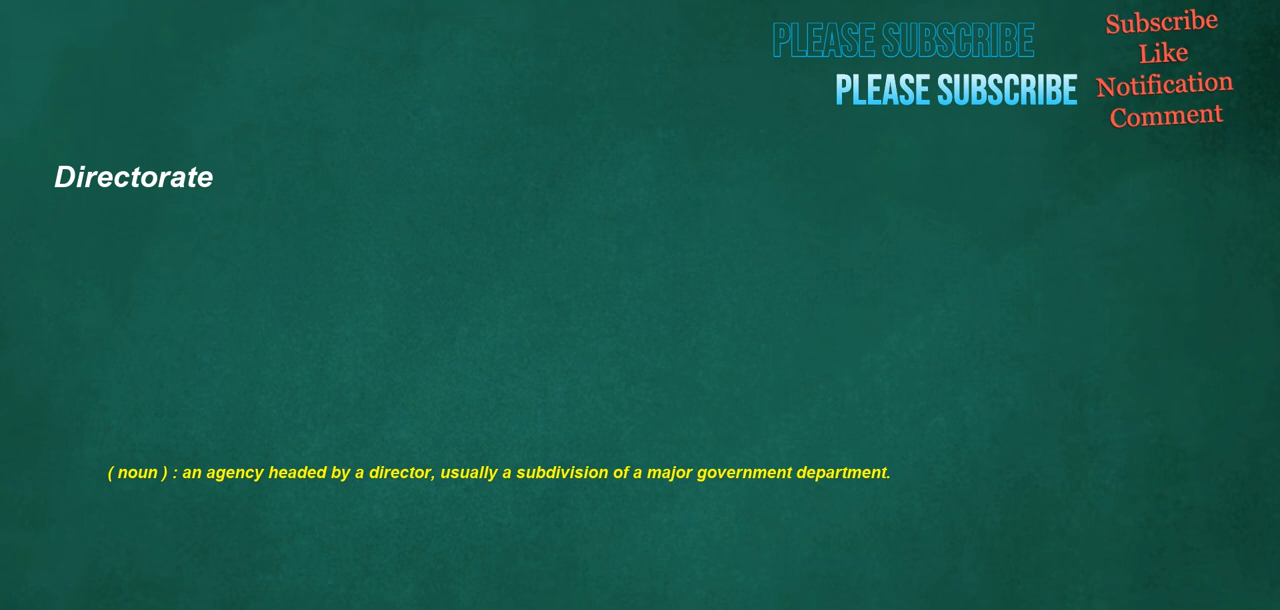 PLEASE SUBSCRIBE
PLEASE SUBSCRIBE
Subscribe
Like
Notification
Comment
Directorate
( noun ) : an agency headed by a director, usually a subdivision of a major government department.